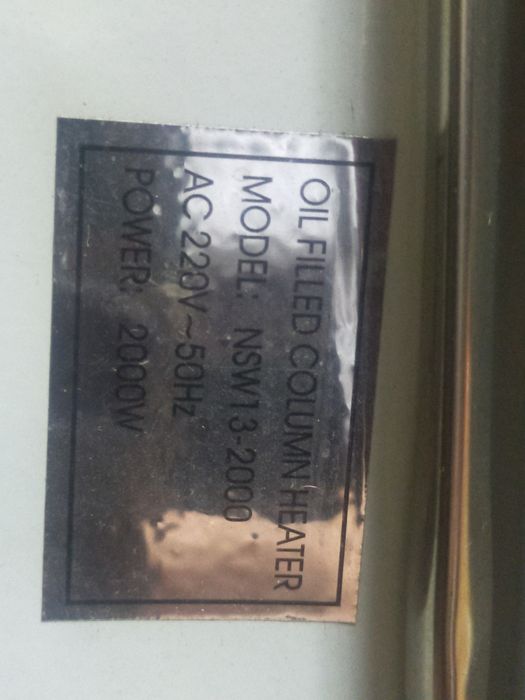 OIL FILLED COLUMN HEATER
MODEL: NSW13-2000
AC 220V~50Hz
POWER: 2000W